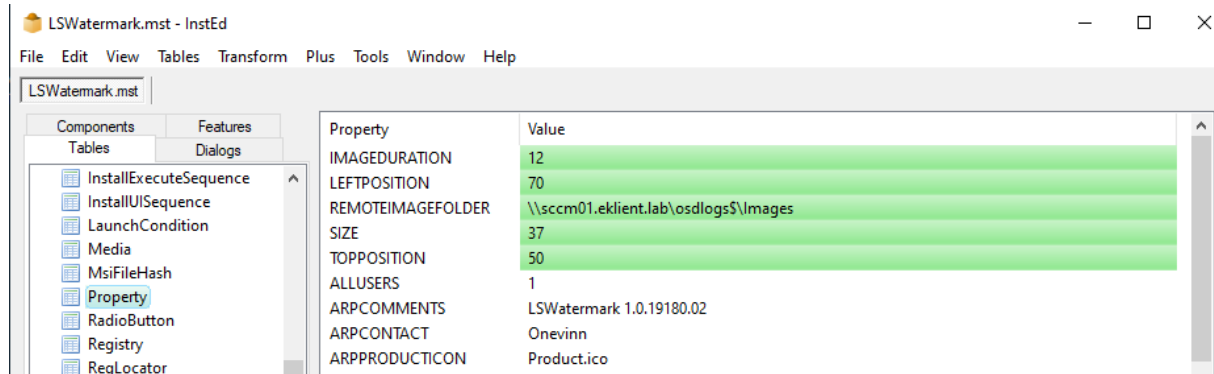 LSWatermark.mst - InstEd
File Edit View Tables Transform Plus Tools Window Help
LSWatermark.mst
Components Features
Tables Dialogs
InstallExecuteSequence
InstallUISequence
LaunchCondition
Media
MsiFileHash
Property
RadioButton
Registry
RegLocator
Property Value
IMAGEDURATION 12
LEFTPOSITION 70
REMOTEIMAGEFOLDER \\sccm01.eklient.lab\osdlogs$\Images
SIZE 37
TOPPOSITION 50
ALLUSERS 1
ARPCOMMENTS LSWatermark 1.0.19180.02
ARPCONTACT Onevinn
ARPPRODUCTICON Product.ico